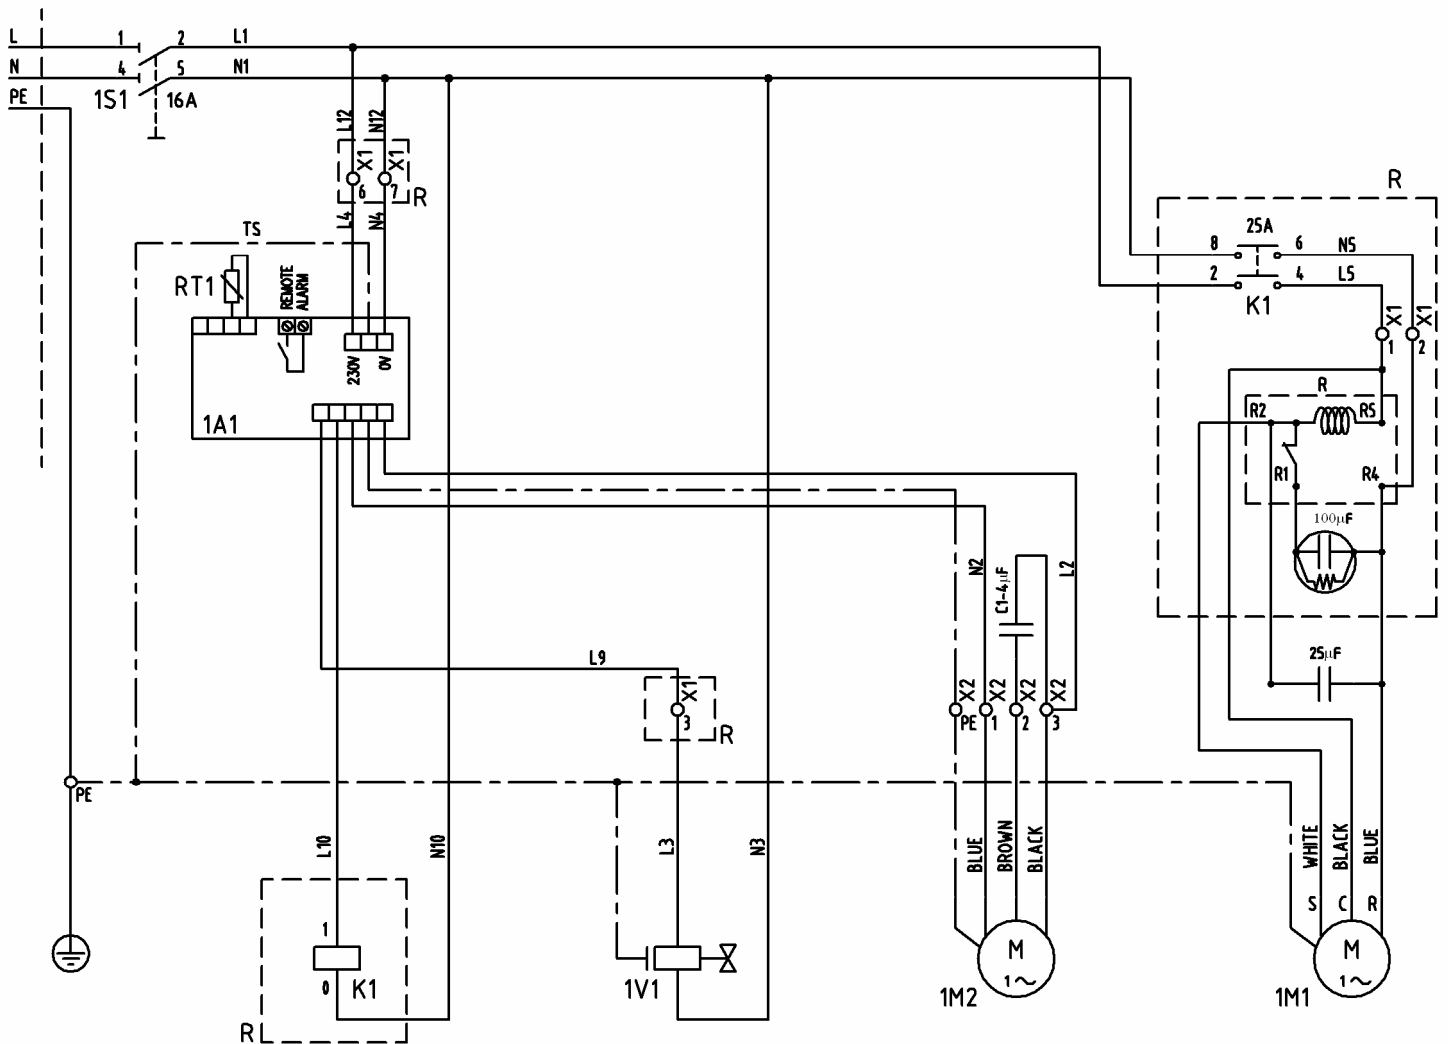 L 1 2 L1
N 4 5 N1
PE 1S1 16A
L12 N12
X1 X1
6 7 R
L4 N4
TS
RT1 REMOTE ALARM
230V 0V
1A1
R
25A
8 6 N5
2 4 L5
K1
X1 X1
1 2
R
R2 R5
R1 R4
100µF
25µF
N2 C1-4µF L2
L9
X1
3 R
X2 X2 X2 X2
PE 1 2 3
PE
L10 N10 L3 N3
BLUE BROWN BLACK
WHITE BLACK BLUE
S C R
1
0 K1
R
1V1
M
1~
1M2
M
1~
1M1